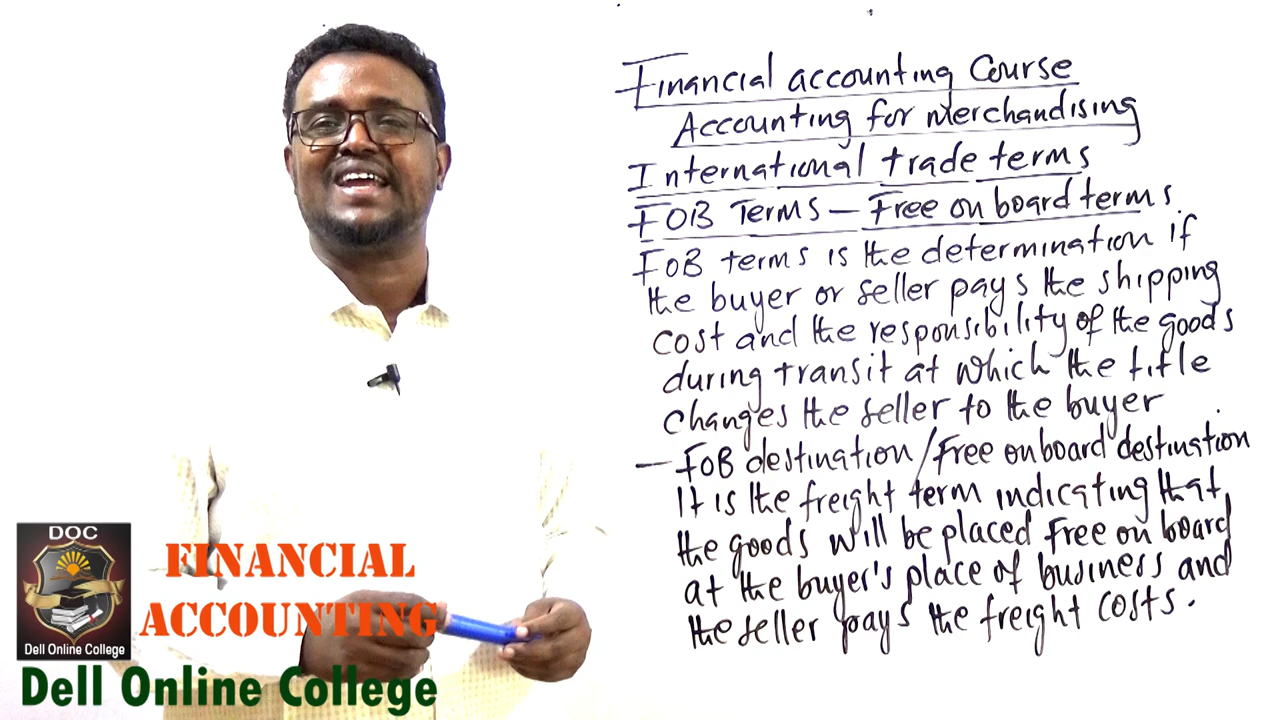 Financial accounting Course
Accounting for Merchandising
International trade terms
FOB Terms – Free on board terms.
FOB terms is the determination if
the buyer or seller pays the shipping
cost and the responsibility of the goods
during transit at which the title
changes the seller to the buyer
– FOB destination / Free on board destination
It is the freight term indicating that
the goods will be placed Free on board
at the buyer's place of business and
the seller pays the freight costs.
DOC
Dell Online College
FINANCIAL
ACCOUNTING
Dell Online College